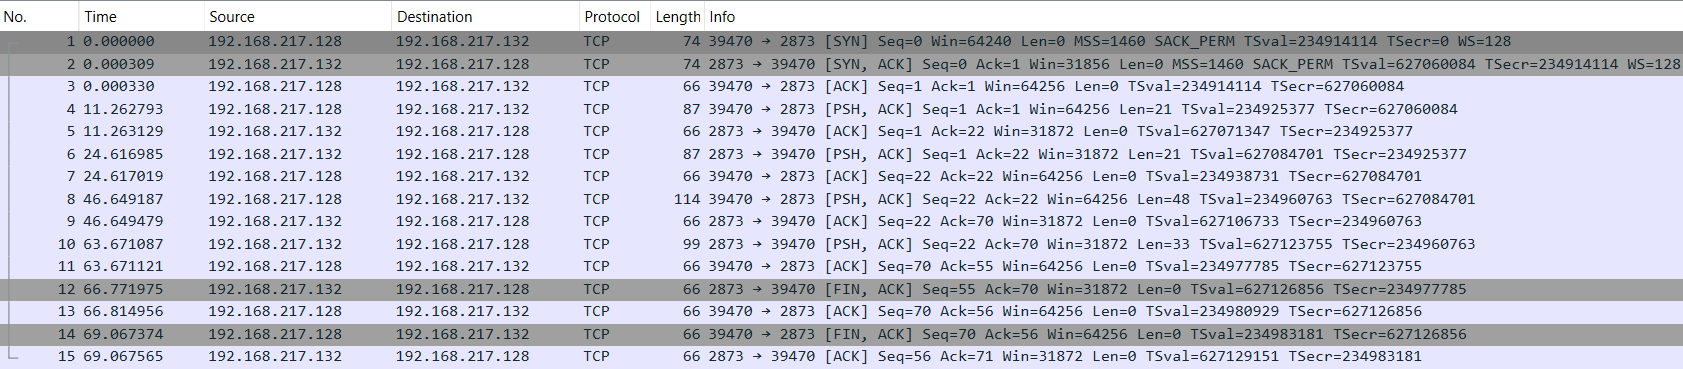 No. Time Source Destination Protocol Length Info
1 0.000000 192.168.217.128 192.168.217.132 TCP 74 39470 → 2873 [SYN] Seq=0 Win=64240 Len=0 MSS=1460 SACK_PERM TSval=234914114 TSecr=0 WS=128
2 0.000309 192.168.217.132 192.168.217.128 TCP 74 2873 → 39470 [SYN, ACK] Seq=0 Ack=1 Win=31856 Len=0 MSS=1460 SACK_PERM TSval=627060084 TSecr=234914114 WS=128
3 0.000330 192.168.217.128 192.168.217.132 TCP 66 39470 → 2873 [ACK] Seq=1 Ack=1 Win=64256 Len=0 TSval=234914114 TSecr=627060084
4 11.262793 192.168.217.128 192.168.217.132 TCP 87 39470 → 2873 [PSH, ACK] Seq=1 Ack=1 Win=64256 Len=21 TSval=234925377 TSecr=627060084
5 11.263129 192.168.217.132 192.168.217.128 TCP 66 2873 → 39470 [ACK] Seq=1 Ack=22 Win=31872 Len=0 TSval=627071347 TSecr=234925377
6 24.616985 192.168.217.132 192.168.217.128 TCP 87 2873 → 39470 [PSH, ACK] Seq=1 Ack=22 Win=31872 Len=21 TSval=627084701 TSecr=234925377
7 24.617019 192.168.217.128 192.168.217.132 TCP 66 39470 → 2873 [ACK] Seq=22 Ack=22 Win=64256 Len=0 TSval=234938731 TSecr=627084701
8 46.649187 192.168.217.128 192.168.217.132 TCP 114 39470 → 2873 [PSH, ACK] Seq=22 Ack=22 Win=64256 Len=48 TSval=234960763 TSecr=627084701
9 46.649479 192.168.217.132 192.168.217.128 TCP 66 2873 → 39470 [ACK] Seq=22 Ack=70 Win=31872 Len=0 TSval=627106733 TSecr=234960763
10 63.671087 192.168.217.132 192.168.217.128 TCP 99 2873 → 39470 [PSH, ACK] Seq=22 Ack=70 Win=31872 Len=33 TSval=627123755 TSecr=234960763
11 63.671121 192.168.217.128 192.168.217.132 TCP 66 39470 → 2873 [ACK] Seq=70 Ack=55 Win=64256 Len=0 TSval=234977785 TSecr=627123755
12 66.771975 192.168.217.132 192.168.217.128 TCP 66 2873 → 39470 [FIN, ACK] Seq=55 Ack=70 Win=31872 Len=0 TSval=627126856 TSecr=234977785
13 66.814956 192.168.217.128 192.168.217.132 TCP 66 39470 → 2873 [ACK] Seq=70 Ack=56 Win=64256 Len=0 TSval=234980929 TSecr=627126856
14 69.067374 192.168.217.128 192.168.217.132 TCP 66 39470 → 2873 [FIN, ACK] Seq=70 Ack=56 Win=64256 Len=0 TSval=234983181 TSecr=627126856
15 69.067565 192.168.217.132 192.168.217.128 TCP 66 2873 → 39470 [ACK] Seq=56 Ack=71 Win=31872 Len=0 TSval=627129151 TSecr=234983181